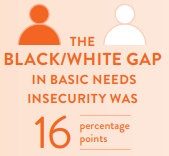 THE
BLACK/WHITE GAP
IN BASIC NEEDS
INSECURITY WAS
16 percentage
points